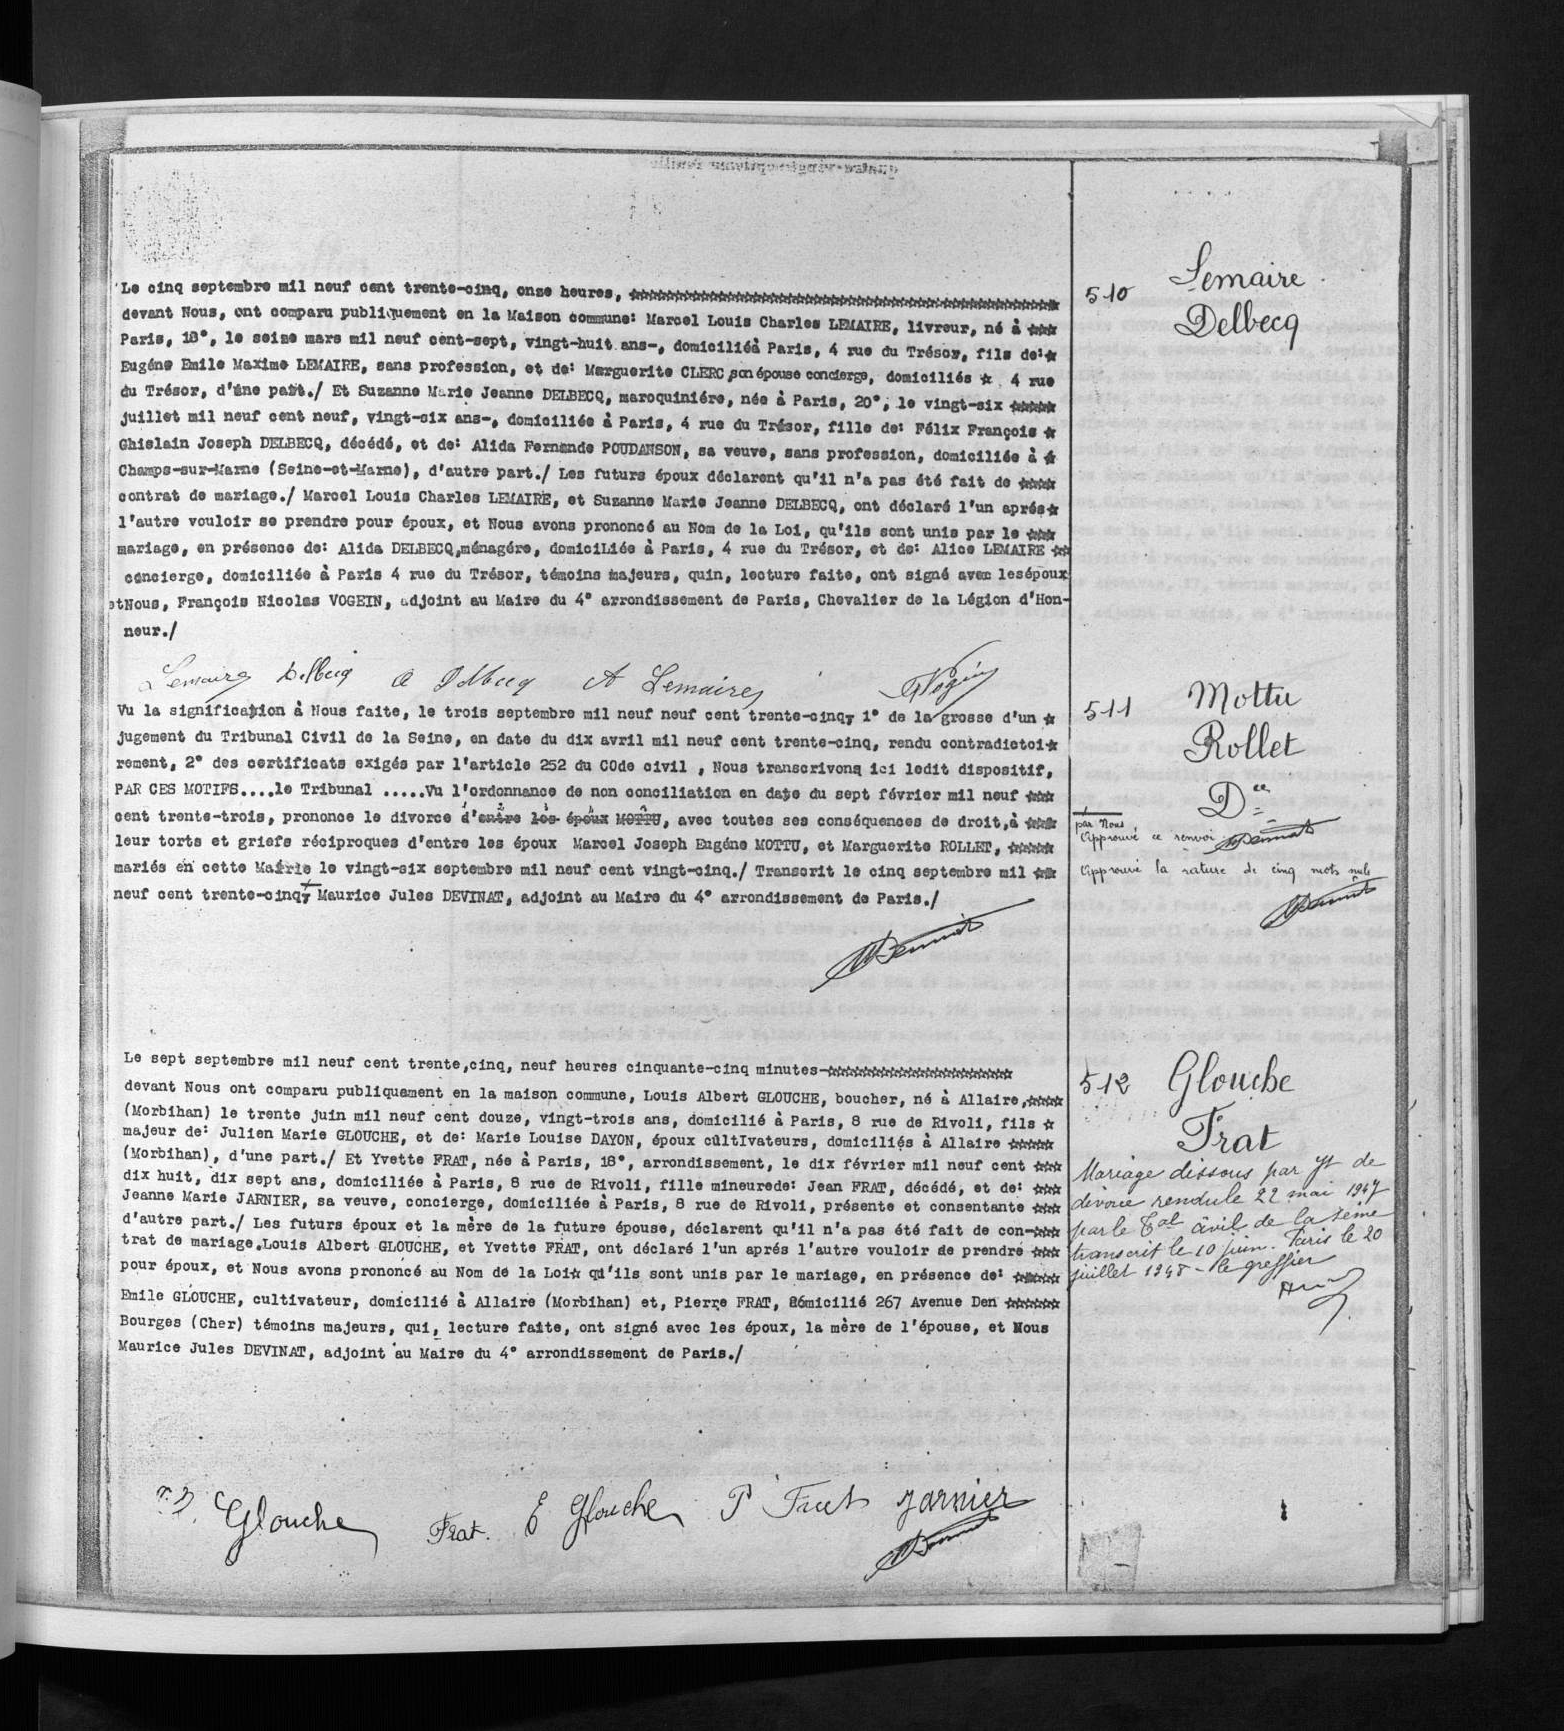 Le cinq septembre mil neuf cent trente-cinq, onze heures,
devant Nous, ont comparu publiquement en la Maison commune: Marcel Louis Charles LEMAIRE, livreur, né à
Paris, 18°, le seize mars mil neuf cent-sept, vingt-huit ans-, domiciliéà Paris, 4 rue du Trésor, fils de:
Eugéne Emile Maxime LEMAIRE, sans profession, et de: Marguerite CLERC, son épouse concierge, domiciliés 4 rue
du Trésor, d'une part./ Et Suzanne Marie Jeanne DELBECQ, maroquiniére, née à Paris, 20°, le vingt-six
juillet mil neuf cent neuf, vingt-six ans-, domiciliée à Paris, 4 rue du Trésor, fille de: Félix François
Ghislain Joseph DELBECQ, décédé, et de: Alida Fernande POUDANSON, sa veuve, sans profession, domiciliée à
Champs-sur-Marne (Seine-et-Marne), d'autre part./ Les futurs époux déclarent qu'il n'a pas été fait de
contrat de mariage./ Marcel Louis Charles LEMAIRE, et Suzanne Marie Jeanne DELBECQ, ont déclaré l'un aprés
l'autre vouloir se prendre pour époux, et Nous avons prononcé au Nom de la Loi, qu'ils sont unis par le
mariage, en présence de: Alida DELBECQ,ménagére, domiciLiée à Paris, 4 rue du Trésor, et de: Alice LEMAIRE
concierge, domiciliée à Paris 4 rue du Trésor, témoins majeurs, quin, lecture faite, ont signé avec lesépoux
etNous, François Nicolas VOGEIN, adjoint au Maire du 4° arrondissement de Paris, Chevalier de la Légion d'Hon-
neur./
510 Lemaire
Delbecq
Lemaire Delbecq A Delbecq A Lemaire Vogein
Vu la signification à Nous faite, le trois septembre mil neuf neuf cent trente-cinq, 1° de la grosse d'un
jugement du Tribunal Civil de la Seine, en date du dix avril mil neuf cent trente-cinq, rendu contradictoi
rement, 2° des certificats exigés par l'article 252 du COde civil , Nous transcrivons ici ledit dispositif,
PAR CES MOTIFS....le Tribunal .....Vu l'ordonnance de non conciliation en date du sept février mil neuf
cent trente-trois, prononce le divorce d'entre les époux MOTTU, avec toutes ses conséquences de droit,à
leur torts et griefs réciproques d'entre les époux Marcel Joseph Eugéne MOTTU, et Marguerite ROLLET,
mariés en cette Mairie le vingt-six septembre mil neuf cent vingt-cinq./ Transcrit le cinq septembre mil
neuf cent trente-cinq, Maurice Jules DEVINAT, adjoint au Maire du 4° arrondissement de Paris./
Devinat
511 Mottu
Rollet
Dce
par Nous
Approuvé ce renvoi Devinat
Approuvé la rature de cinq mots nuls
Devinat
Le sept septembre mil neuf cent trente,cinq, neuf heures cinquante-cinq minutes-
devant Nous ont comparu publiquement en la maison commune, Louis Albert GLOUCHE, boucher, né à Allaire,
(Morbihan) le trente juin mil neuf cent douze, vingt-trois ans, domicilié à Paris, 8 rue de Rivoli, fils
majeur de: Julien Marie GLOUCHE, et de: Marie Louise DAYON, époux cûltIvateurs, domiciliés à Allaire
(Morbihan), d'une part./ Et Yvette FRAT, née à Paris, 18°, arrondissement, le dix février mil neuf cent
dix huit, dix sept ans, domiciliée à Paris, 8 rue de Rivoli, fille mineurede: Jean FRAT, décédé, et de:
Jeanne Marie JARNIER, sa veuve, concierge, domiciliée à Paris, 8 rue de Rivoli, présente et consentante
d'autre part./ Les futurs époux et la mère de la future épouse, déclarent qu'il n'a pas été fait de con-
trat de mariage.Louis Albert GLOUCHE, et Yvette FRAT, ont déclaré l'un aprés l'autre vouloir de prendre
pour époux, et Nous avons prononcé au Nom de la Loi qu'ils sont unis par le mariage, en présence de:
Emile GLOUCHE, cultivateur, domicilié à Allaire (Morbihan) et, Pierre FRAT, domicilié 267 Avenue Den
Bourges (Cher) témoins majeurs, qui, lecture faite, ont signé avec les époux, la mère de l'épouse, et Nous
Maurice Jules DEVINAT, adjoint au Maire du 4° arrondissement de Paris./
512 Glouche
Frat
Mariage dissous par jt de
divorce rendu le 22 mai 1947
par le Tal civil de la Seine
transcrit le 10 juin. Paris le 20
juillet 1948 - le greffier
Glouche Frat. E Glouche P Frat Jarnier
Devinat